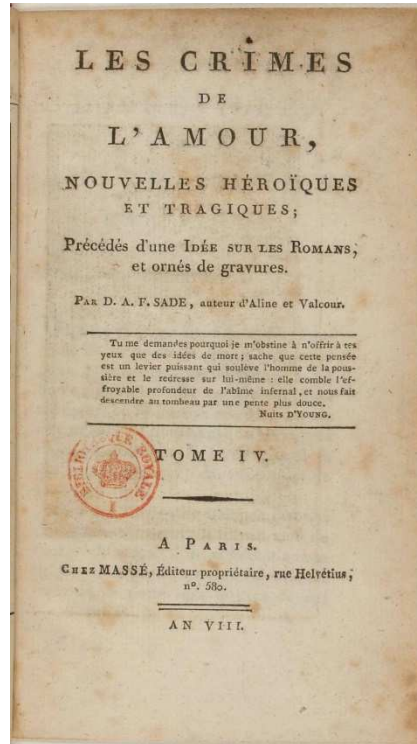 LES CRIMES
DE
L'AMOUR,
NOUVELLES HÉROÏQUES
ET TRAGIQUES;
Précédés d'une IDÉE SUR LES ROMANS,
et ornés de gravures.
PAR D. A. F. SADE, auteur d'Aline et Valcour.
Tu me demandes pourquoi je m'obstine à n'offrir à tes
yeux que des idées de mort; sache que cette pensée
est un levier puissant qui soulève l'homme de la pous-
sière et le redresse sur lui-même : elle comble l'ef-
froyable profondeur de l'abîme infernal, et nous fait
descendre au tombeau par une pente plus douce.
Nuits D'YOUNG.
TOME IV.
BIBLIOTHEQUE ROYALE
I
A PARIS.
CHEZ MASSÉ, Éditeur propriétaire, rue Helvétius,
n°. 580.
AN VIII.